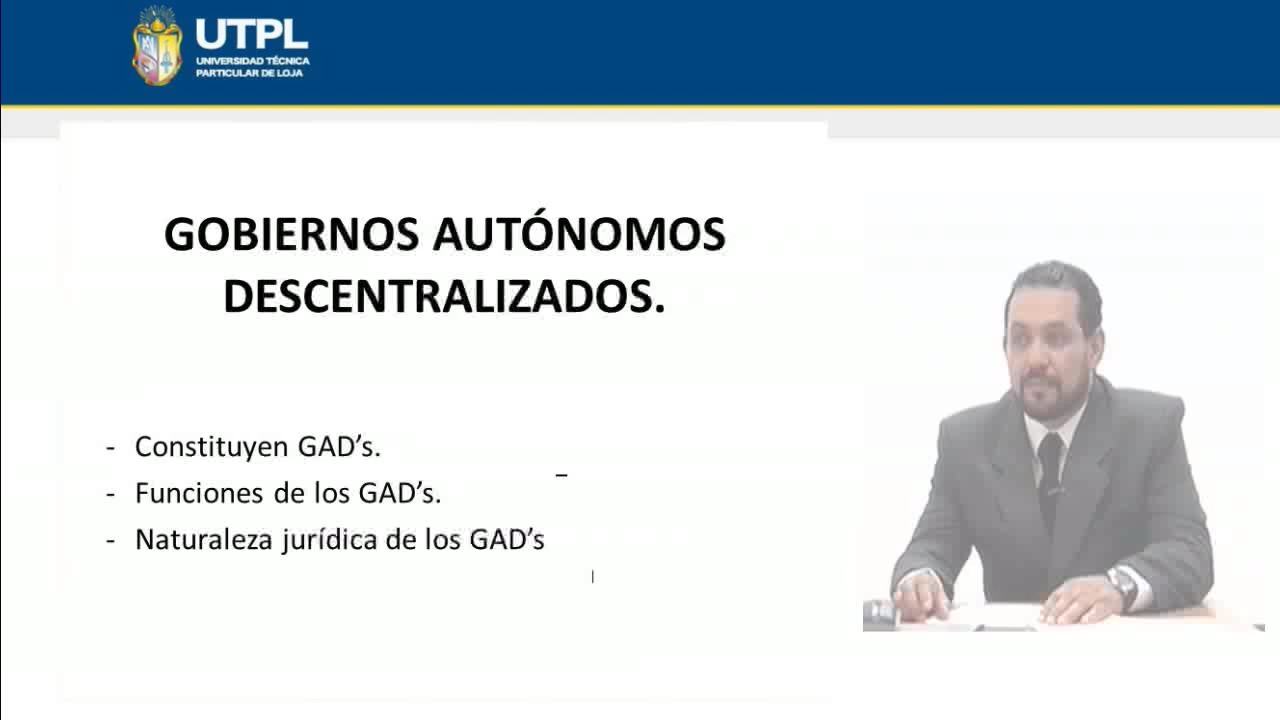 UTPL
UNIVERSIDAD TÉCNICA
PARTICULAR DE LOJA
GOBIERNOS AUTÓNOMOS
DESCENTRALIZADOS.
- Constituyen GAD’s.
- Funciones de los GAD’s.
- Naturaleza jurídica de los GAD’s